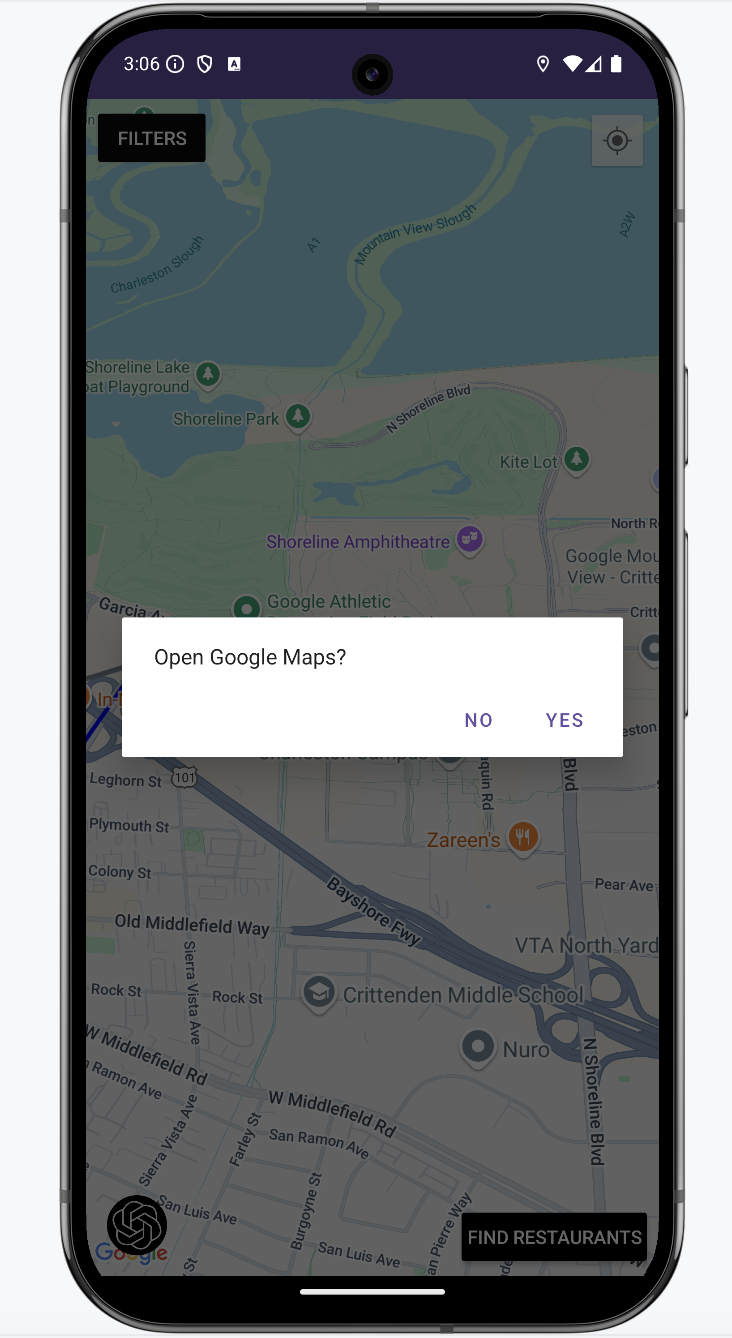 3:06
FILTERS
Mountain View Slough
A1
A2W
Charleston Slough
Shoreline Lake
oat Playground
Shoreline Park
N Shoreline Blvd
Kite Lot
North R
Shoreline Amphitheatre
Google Mou
View - Critte
Google Athletic
Garcia A
Critt
Open Google Maps?
In-
NO
YES
eston
Charleston Campus
Leghorn St
101
aquin Rd
Blvd
Plymouth St
Zareen's
Colony St
Pear Ave
Bayshore Fwy
Old Middlefield Way
VTA North Yard
Sierra Vista Ave
Rock St
Rock St
Crittenden Middle School
Nuro
W Middlefield Rd
N Shoreline Blvd
n Ramon Ave
W Middlefield Rd
Sierra Vista Ave
Farley St
San Ramon Ave
San Luis Ave
Burgoyne St
an Pierre Way
FIND RESTAURANTS
Google
San Luis Ave
St